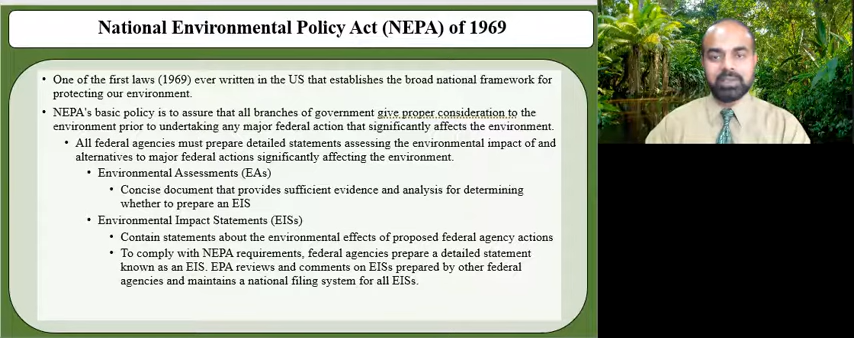 National Environmental Policy Act (NEPA) of 1969
• One of the first laws (1969) ever written in the US that establishes the broad national framework for
protecting our environment.
• NEPA's basic policy is to assure that all branches of government give proper consideration to the
environment prior to undertaking any major federal action that significantly affects the environment.
• All federal agencies must prepare detailed statements assessing the environmental impact of and
alternatives to major federal actions significantly affecting the environment.
• Environmental Assessments (EAs)
• Concise document that provides sufficient evidence and analysis for determining
whether to prepare an EIS
• Environmental Impact Statements (EISs)
• Contain statements about the environmental effects of proposed federal agency actions
• To comply with NEPA requirements, federal agencies prepare a detailed statement
known as an EIS. EPA reviews and comments on EISs prepared by other federal
agencies and maintains a national filing system for all EISs.